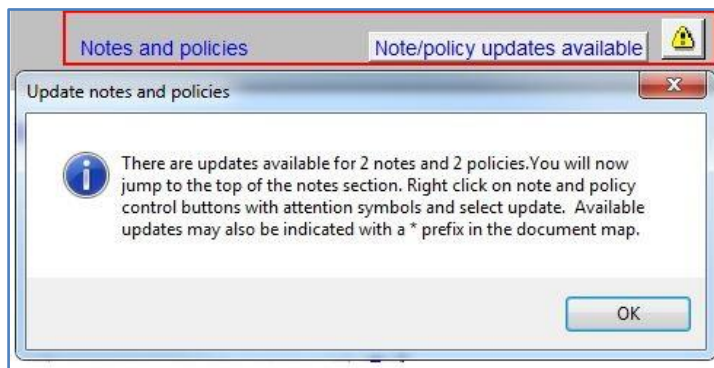 Notes and policies Note/policy updates available
Update notes and policies
There are updates available for 2 notes and 2 policies.You will now
jump to the top of the notes section. Right click on note and policy
control buttons with attention symbols and select update.  Available
updates may also be indicated with a * prefix in the document map.
OK